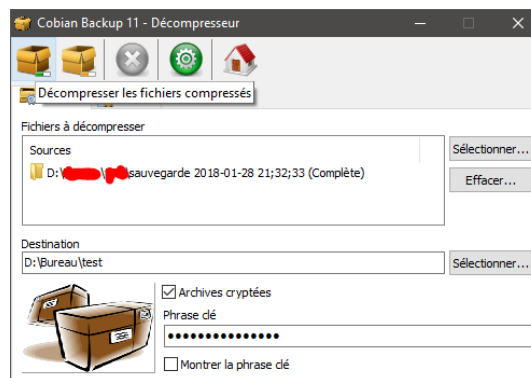 Cobian Backup 11 - Décompresseur
Décompresser les fichiers compressés
Fichiers à décompresser
Sources
Sélectionner...
D:\ \ \sauvegarde 2018-01-28 21;32;33 (Complète)
Effacer...
Destination
D:\Bureau\test
Sélectionner...
Archives cryptées
Phrase clé
•••••••••••••••
Montrer la phrase clé